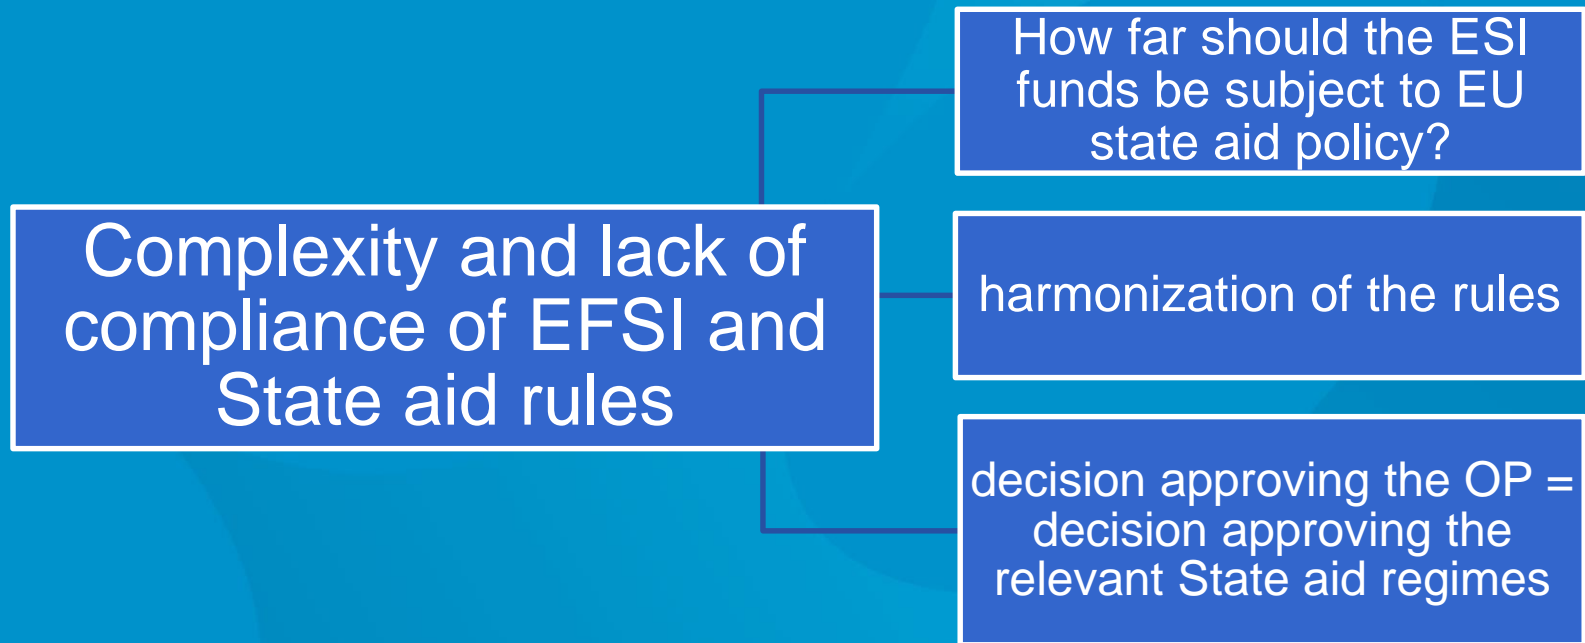 How far should the ESI
funds be subject to EU
state aid policy?
Complexity and lack of
compliance of EFSI and
State aid rules
harmonization of the rules
decision approving the OP =
decision approving the
relevant State aid regimes